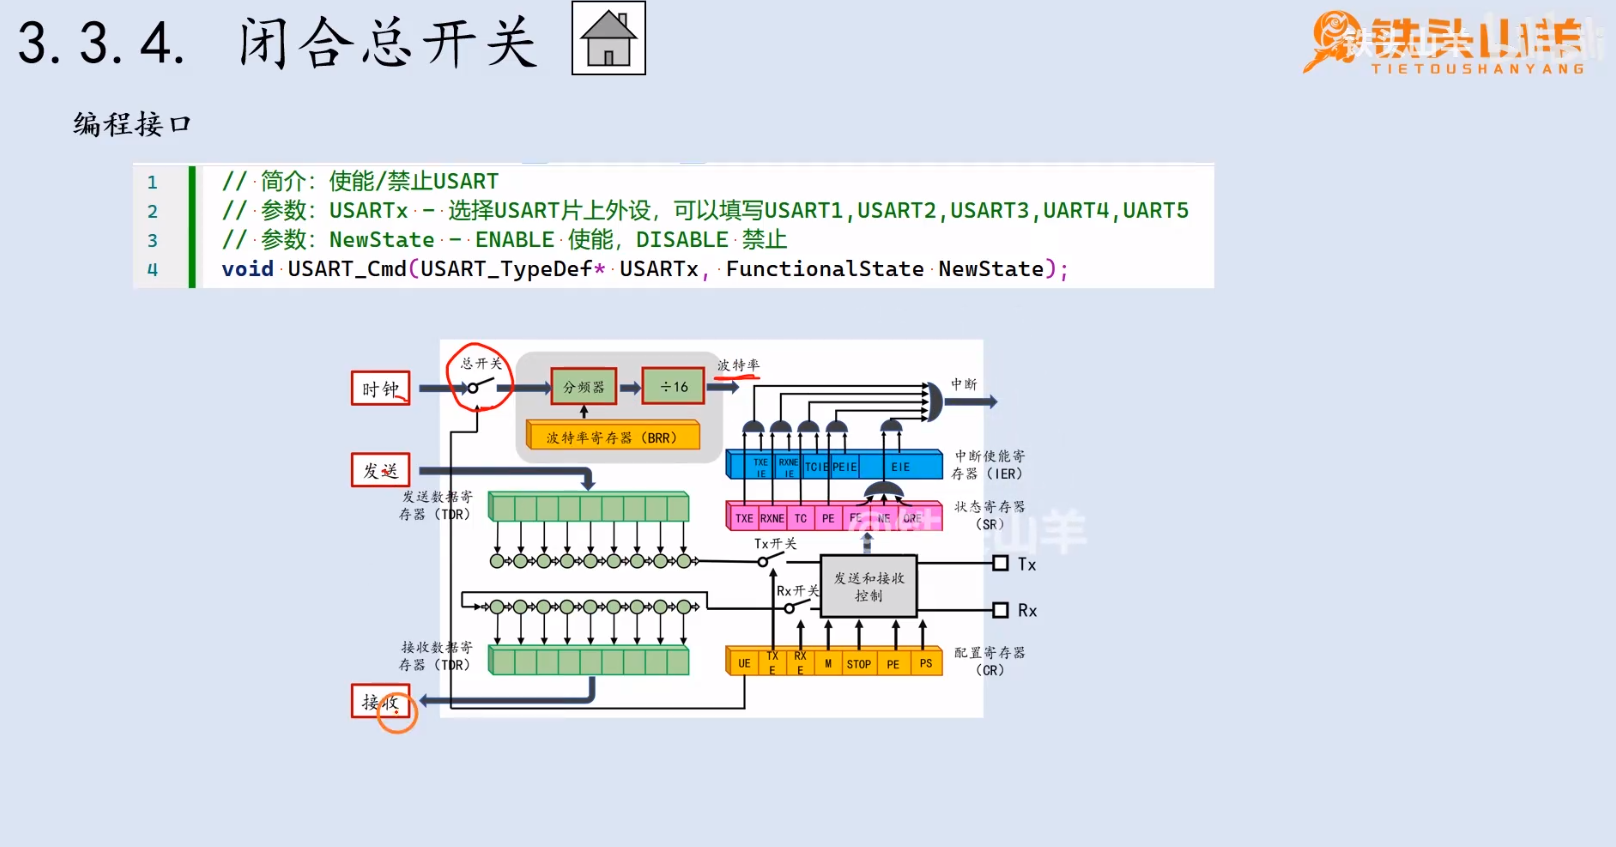 3.3.4. 闭合总开关
铁头山羊
TIETOUSHANYANG
编程接口
1 // 简介：使能/禁止USART
2 // 参数：USARTx - 选择USART片上外设，可以填写USART1,USART2,USART3,UART4,UART5
3 // 参数：NewState - ENABLE 使能，DISABLE 禁止
4 void USART_Cmd(USART_TypeDef* USARTx, FunctionalState NewState);
总开关
波特率
时钟
分频器
÷16
中断
波特率寄存器（BRR）
发送
TXE
IE
RXNE
IE
TCIE
PEIE
EIE
中断使能寄
存器（IER）
发送数据寄
存器（TDR）
TXE
RXNE
TC
PE
FE
NE
ORE
状态寄存器
（SR）
@铁头山羊
Tx开关
Tx
发送和接收
控制
Rx开关
Rx
接收数据寄
存器（TDR）
UE
TX
E
RX
E
M
STOP
PE
PS
配置寄存器
（CR）
接收